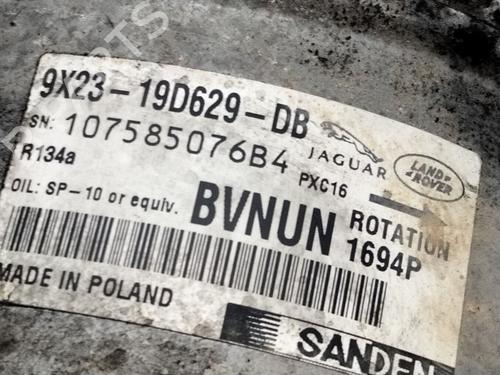 9X23-19D629-DB
SN: 107585076B4
JAGUAR
LAND ROVER
R134a
PXC16
OIL: SP-10 or equiv.
BVNUN
ROTATION
1694P
MADE IN POLAND
SANDEN